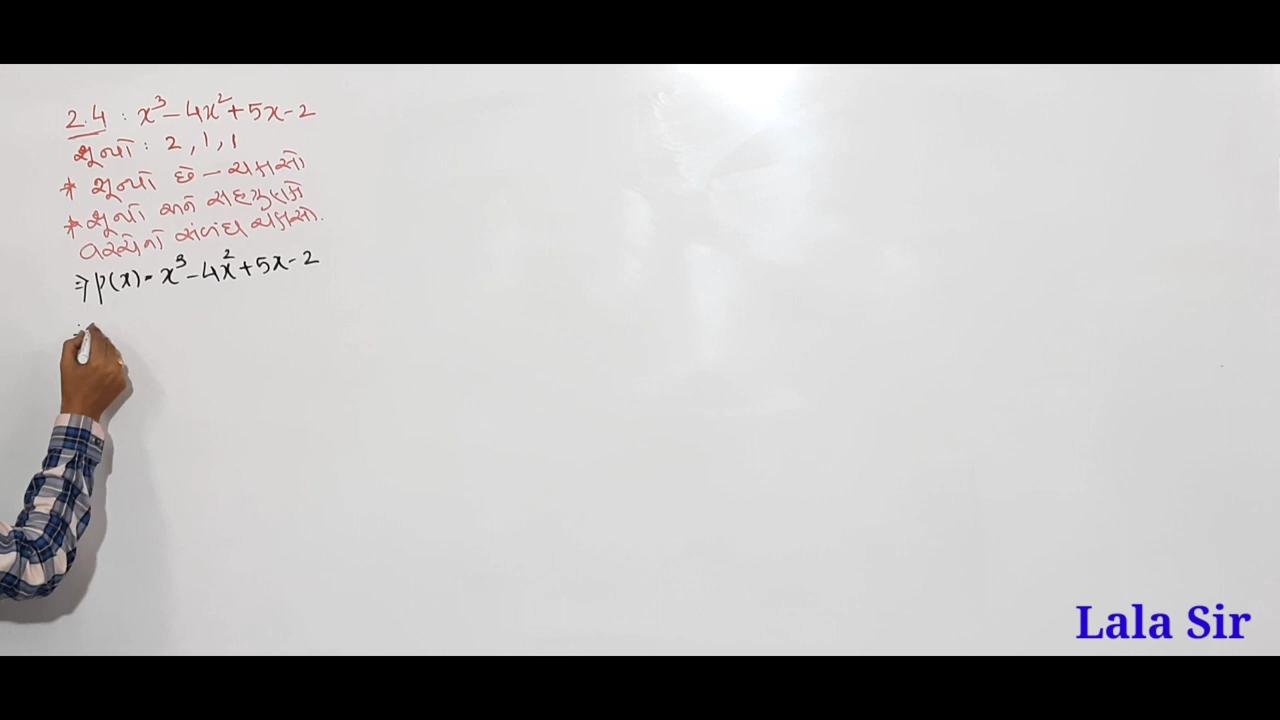 2.4 : x³ – 4x² + 5x – 2
શૂન્યો : 2, 1, 1
* શૂન્યો છે – ચકાસો
* શૂન્યો અને સહગુણકો
વચ્ચેનો સંબંધ ચકાસો.
⇒ p(x) = x³ – 4x² + 5x – 2
Lala Sir